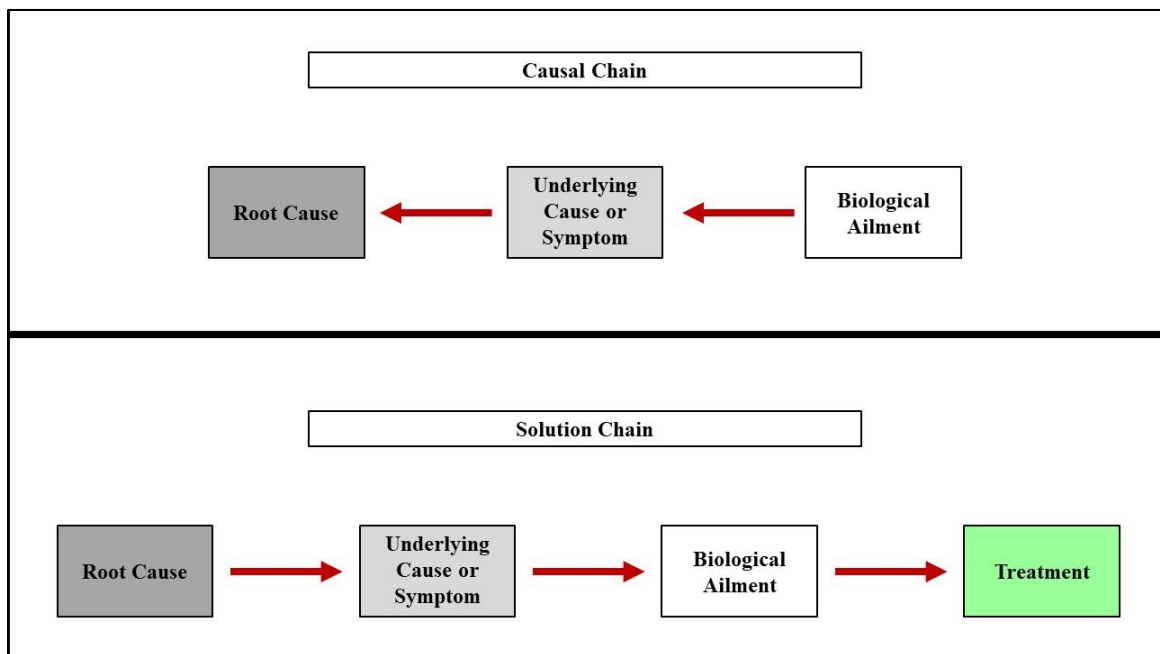 Causal Chain
Root Cause
Underlying
Cause or
Symptom
Biological
Ailment
Solution Chain
Root Cause
Underlying
Cause or
Symptom
Biological
Ailment
Treatment